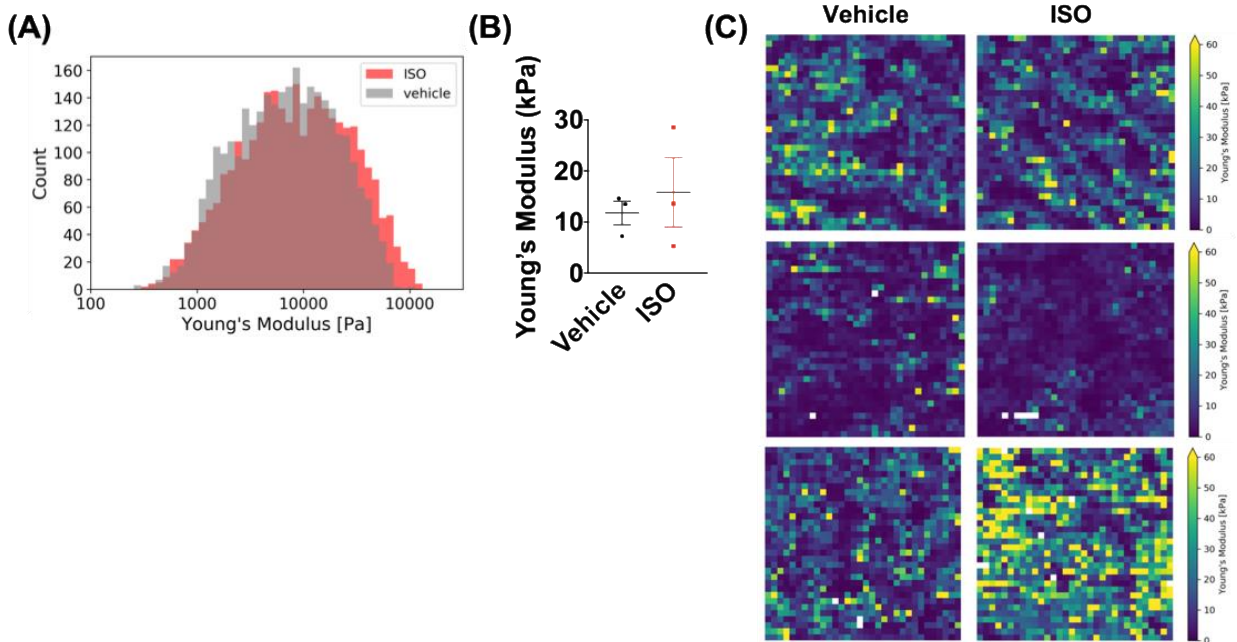 (A)
160
140
120
100
80
60
40
20
0
Count
ISO
vehicle
100
1000
10000
10000
Young's Modulus [Pa]
(B)
Young's Modulus (kPa)
30
20
10
0
Vehicle
ISO
(C)
Vehicle
ISO
60
50
40
30
20
10
0
Young's Modulus [kPa]
60
50
40
30
20
10
0
Young's Modulus [kPa]
60
50
40
30
20
10
0
Young's Modulus [kPa]